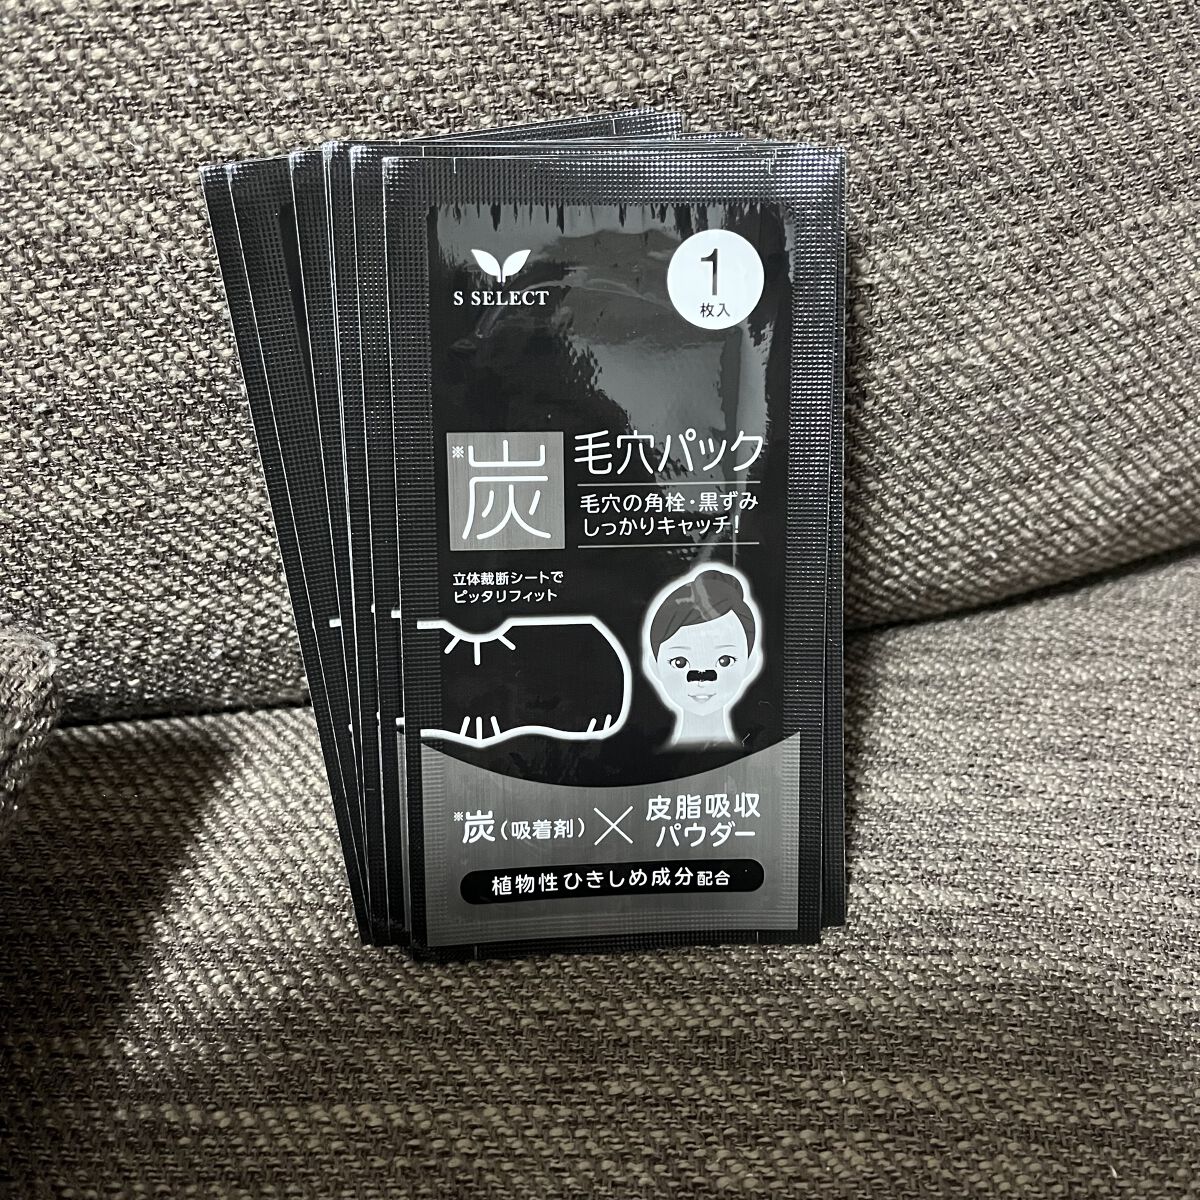 S SELECT
1
枚入
※炭
毛穴パック
毛穴の角栓・黒ずみ
しっかりキャッチ!
立体裁断シートで
ピッタリフィット
※炭(吸着剤)×皮脂吸収
パウダー
植物性ひきしめ成分配合